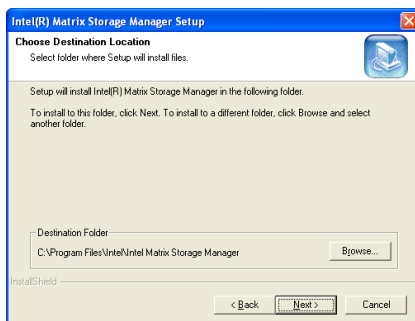 Intel(R) Matrix Storage Manager Setup
Choose Destination Location
Select folder where Setup will install files.
Setup will install Intel(R) Matrix Storage Manager in the following folder.
To install to this folder, click Next. To install to a different folder, click Browse and select
another folder.
Destination Folder
C:\Program Files\Intel\Intel Matrix Storage Manager
Browse...
InstallShield
< Back
Next >
Cancel